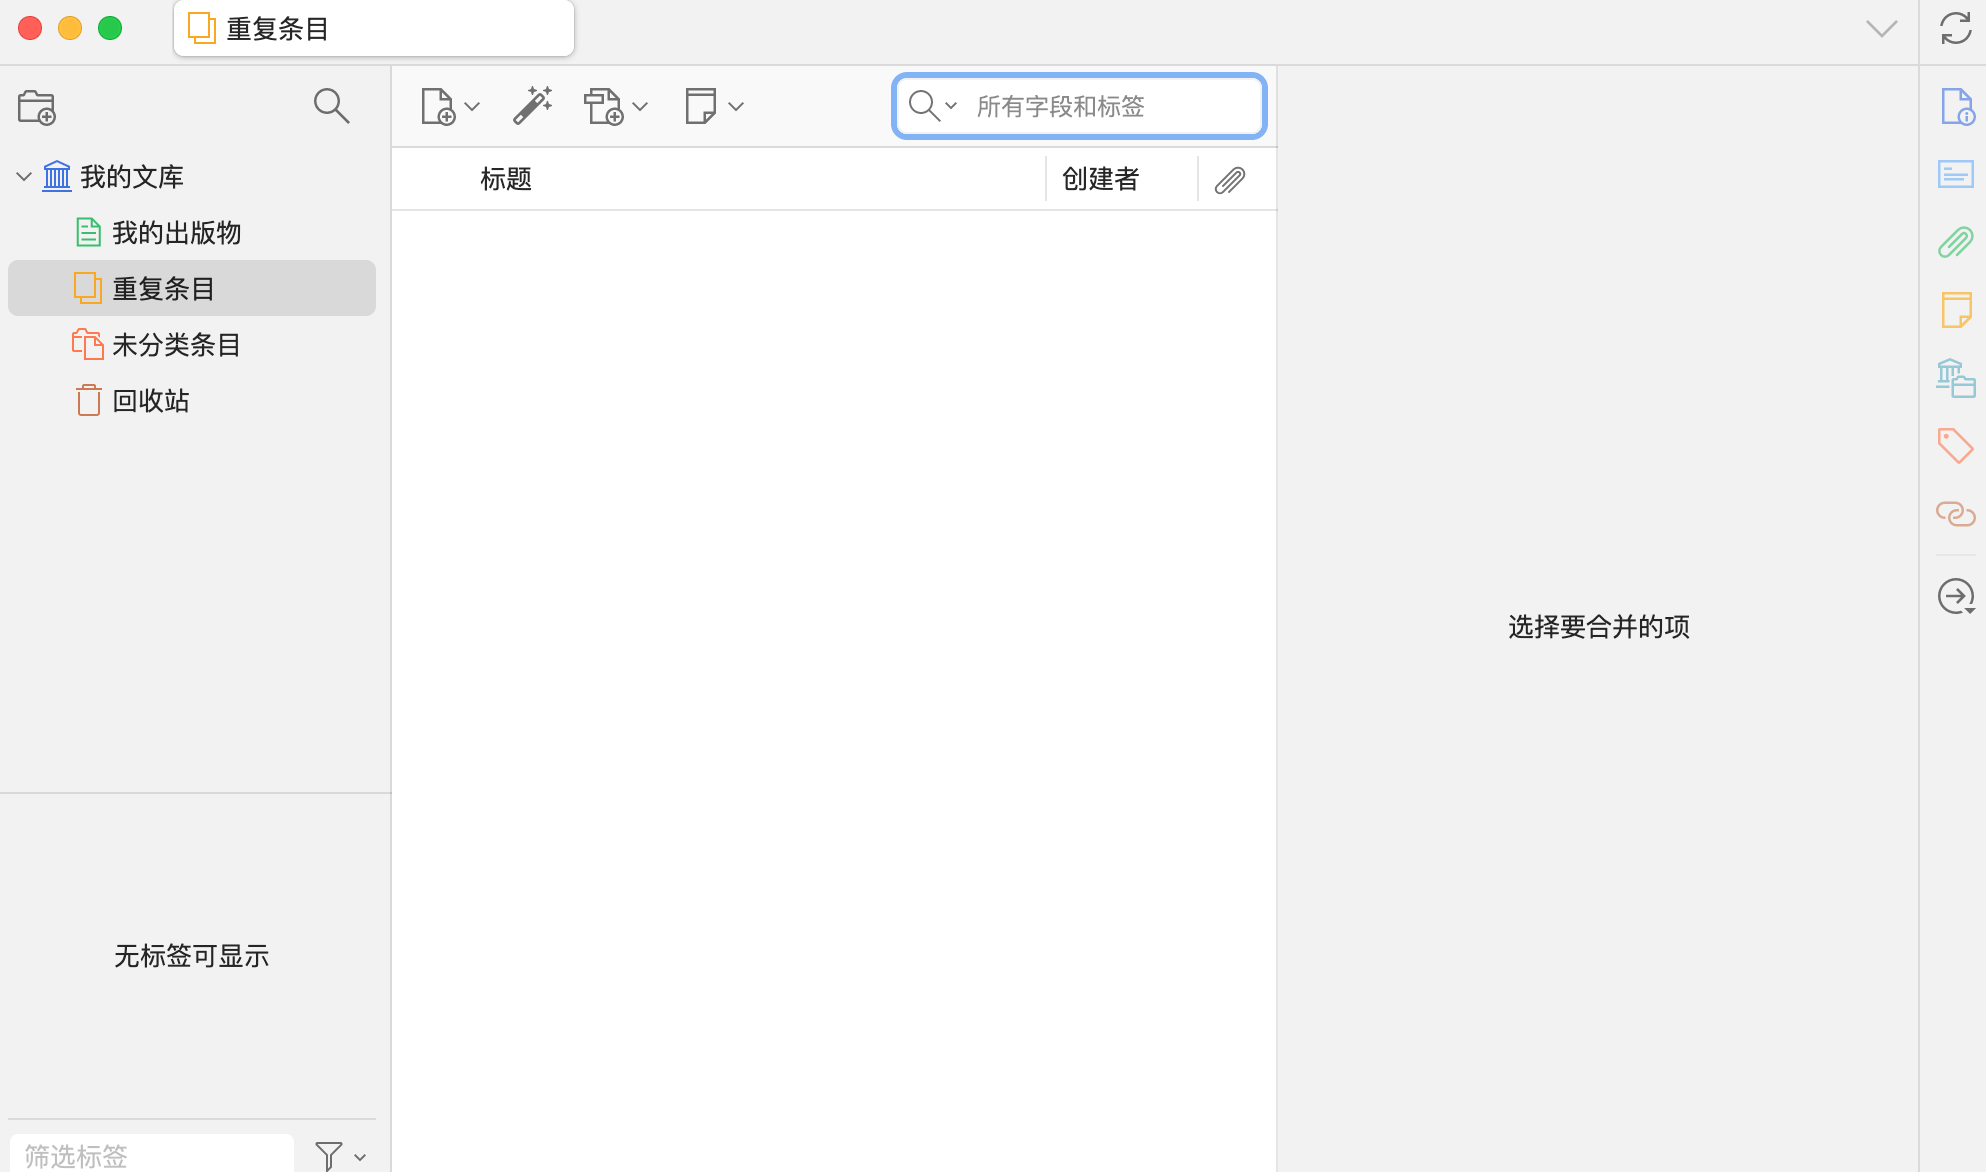 重复条目
所有字段和标签
我的文库
标题
创建者
我的出版物
重复条目
未分类条目
回收站
选择要合并的项
无标签可显示
筛选标签